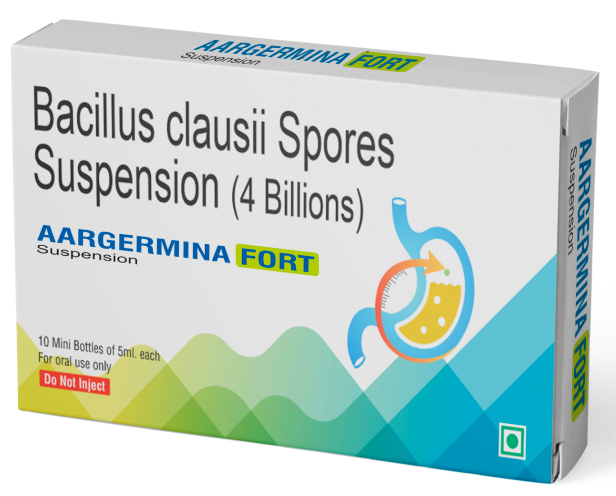 AARGERMINA FORT
Suspension
Bacillus clausii Spores
Suspension (4 Billions)
AARGERMINA FORT
Suspension
10 Mini Bottles of 5ml. each
For oral use only
Do Not Inject
AARGERMINA FORT
Suspension